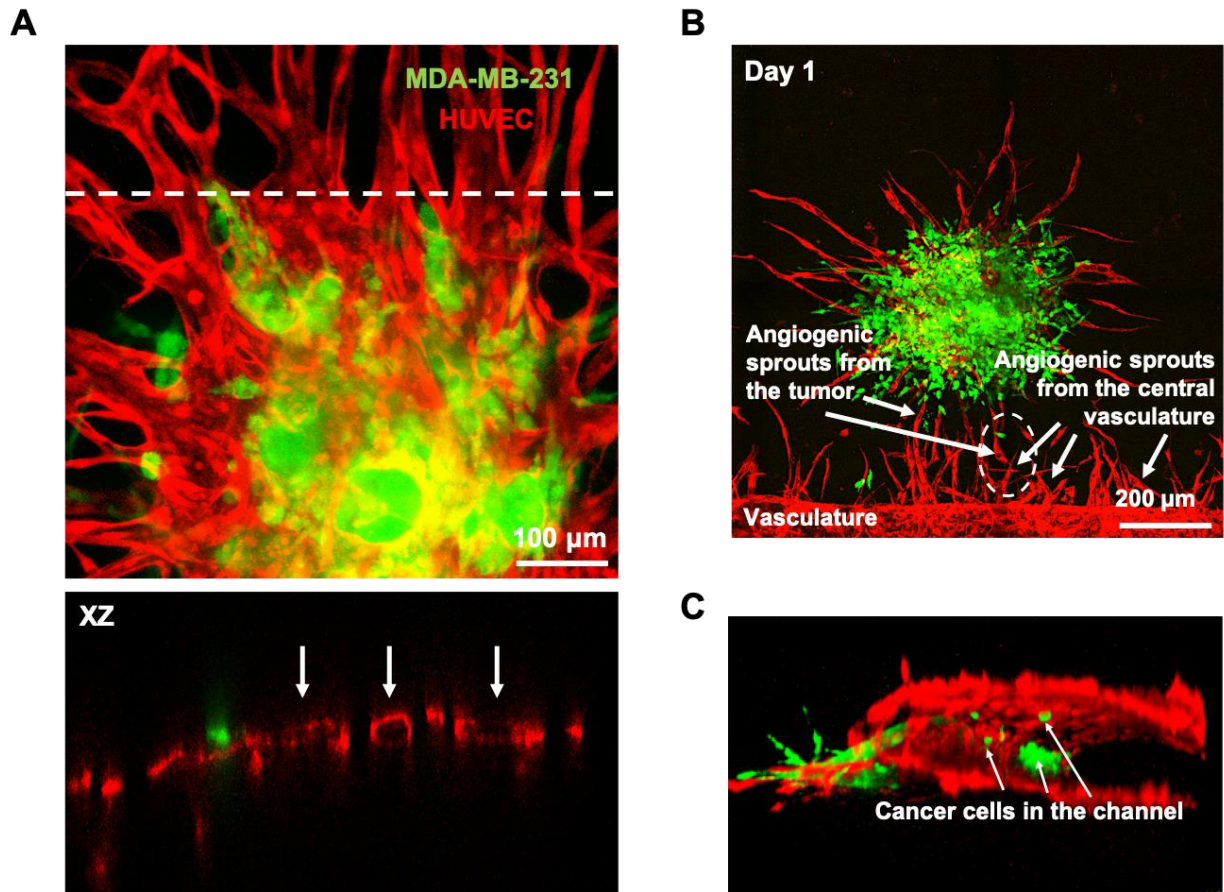 A
MDA-MB-231
HUVEC
100 µm
XZ
B
Day 1
Angiogenic
sprouts from
the tumor
Angiogenic sprouts
from the central
vasculature
Vasculature
200 µm
C
Cancer cells in the channel